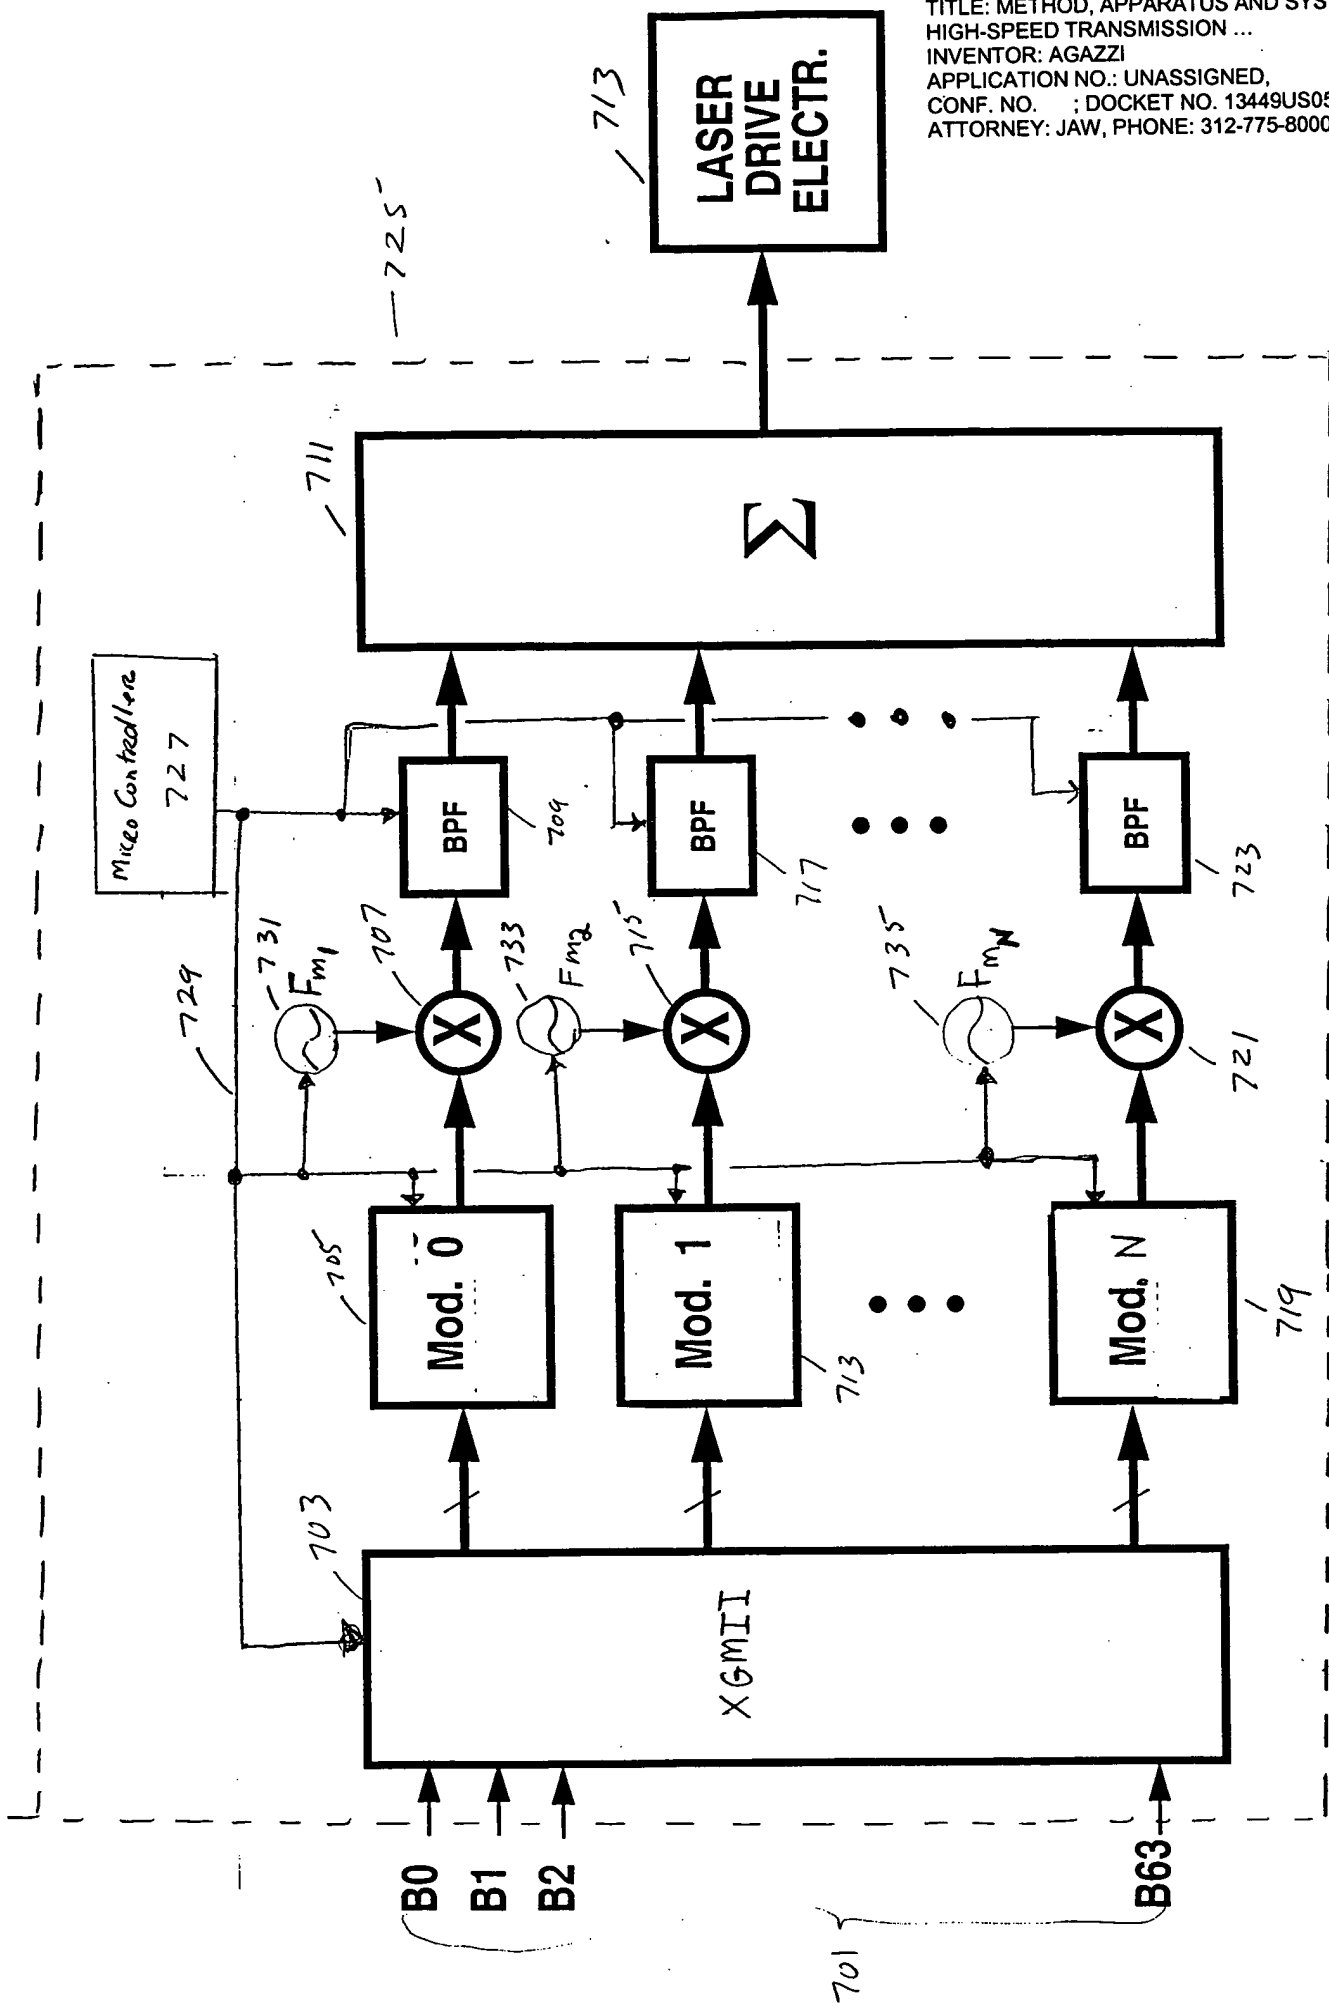 TITLE: METHOD, APPARATUS AND SYS
HIGH-SPEED TRANSMISSION ...
INVENTOR: AGAZZI
APPLICATION NO.: UNASSIGNED,
CONF. NO. ; DOCKET NO. 13449US05
ATTORNEY: JAW, PHONE: 312-775-8000
Micro Controller
727
729
725
701
B0
B1
B2
B63
703
XGMII
705
Mod. 0
731
Fm1
707
BPF
709
713
Mod. 1
733
Fm2
715
BPF
717
719
Mod. N
735
FmN
721
BPF
723
711
Σ
713
LASER
DRIVE
ELECTR.
X
X
X